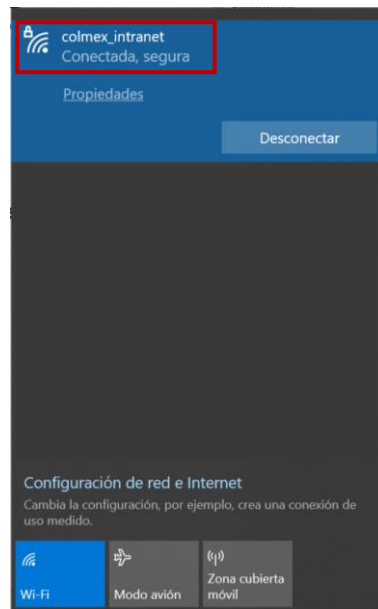 colmex_intranet
Conectada, segura
Propiedades
Desconectar
Configuración de red e Internet
Cambia la configuración, por ejemplo, crea una conexión de
uso medido.
Wi-Fi
Modo avión
Zona cubierta
móvil